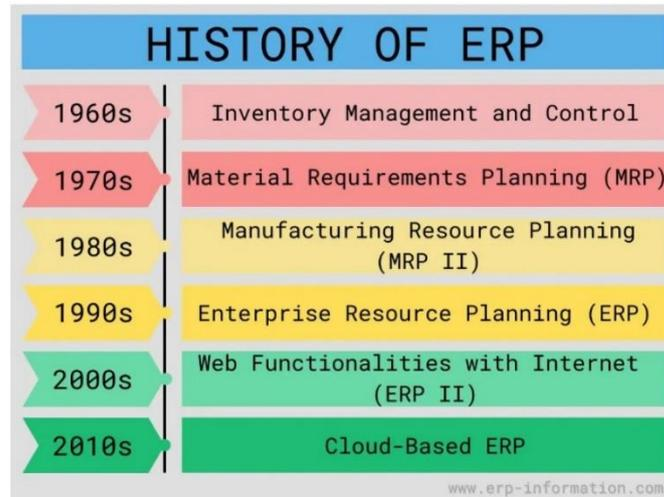 HISTORY OF ERP
1960s
Inventory Management and Control
1970s
Material Requirements Planning (MRP)
1980s
Manufacturing Resource Planning
(MRP II)
1990s
Enterprise Resource Planning (ERP)
2000s
Web Functionalities with Internet
(ERP II)
2010s
Cloud-Based ERP
www.erp-information.com